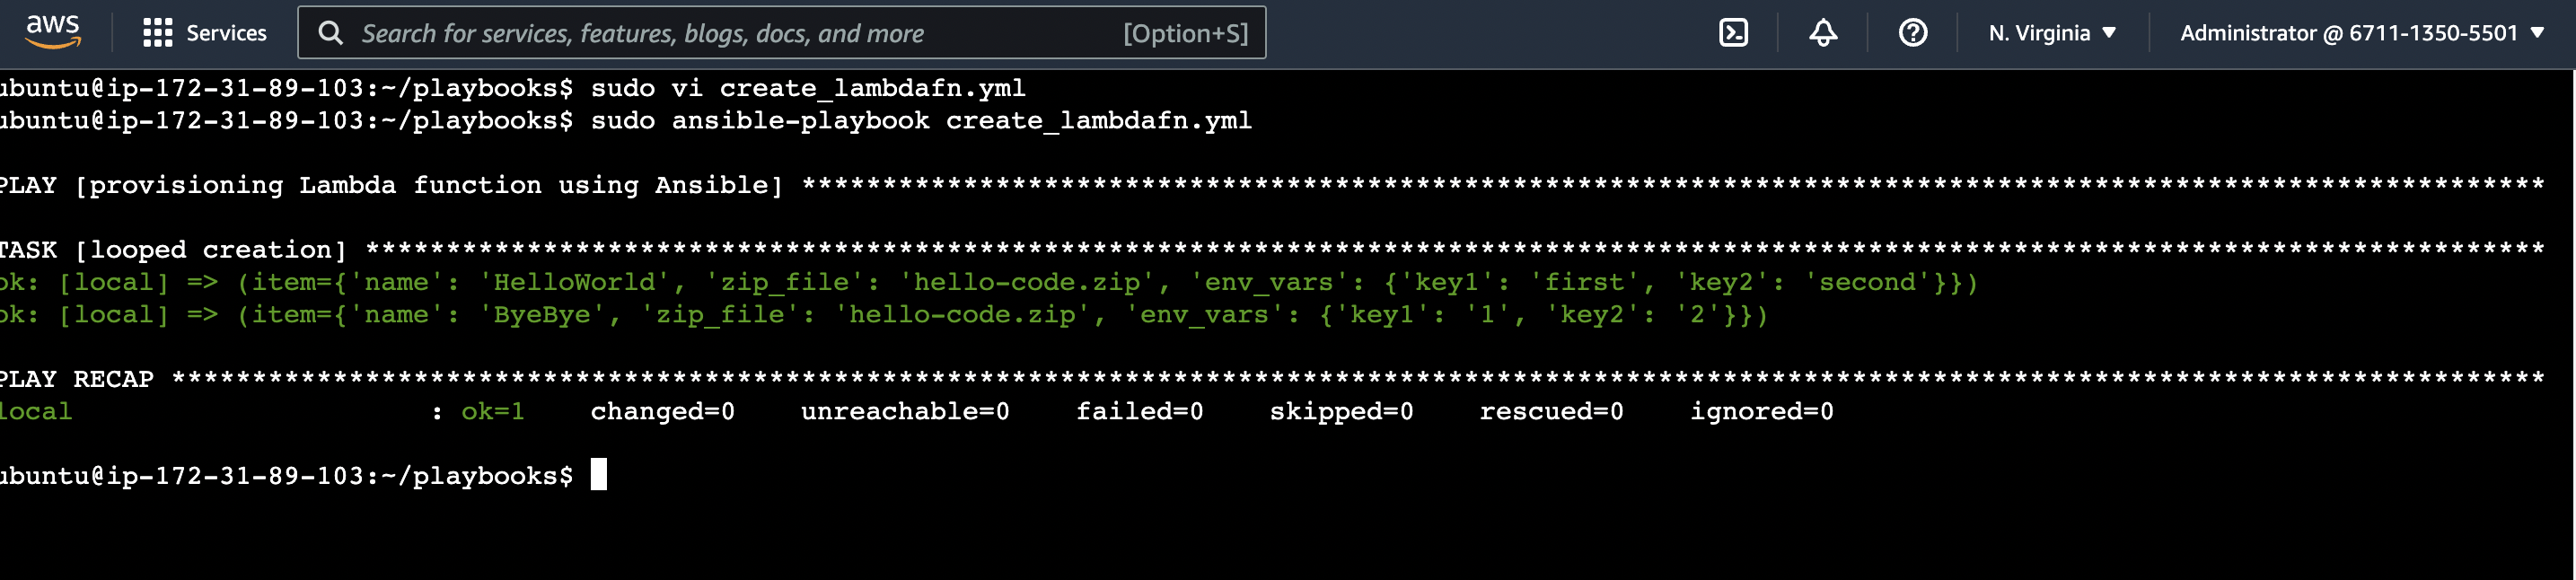 aws
Services
Search for services, features, blogs, docs, and more [Option+S]
N. Virginia
Administrator @ 6711-1350-5501
ubuntu@ip-172-31-89-103:~/playbooks$ sudo vi create_lambdafn.yml
ubuntu@ip-172-31-89-103:~/playbooks$ sudo ansible-playbook create_lambdafn.yml
PLAY [provisioning Lambda function using Ansible] ************************************************************************************************************
TASK [looped creation] ***************************************************************************************************************************************
ok: [local] => (item={'name': 'HelloWorld', 'zip_file': 'hello-code.zip', 'env_vars': {'key1': 'first', 'key2': 'second'}})
ok: [local] => (item={'name': 'ByeBye', 'zip_file': 'hello-code.zip', 'env_vars': {'key1': '1', 'key2': '2'}})
PLAY RECAP ***************************************************************************************************************************************************
local : ok=1 changed=0 unreachable=0 failed=0 skipped=0 rescued=0 ignored=0
ubuntu@ip-172-31-89-103:~/playbooks$